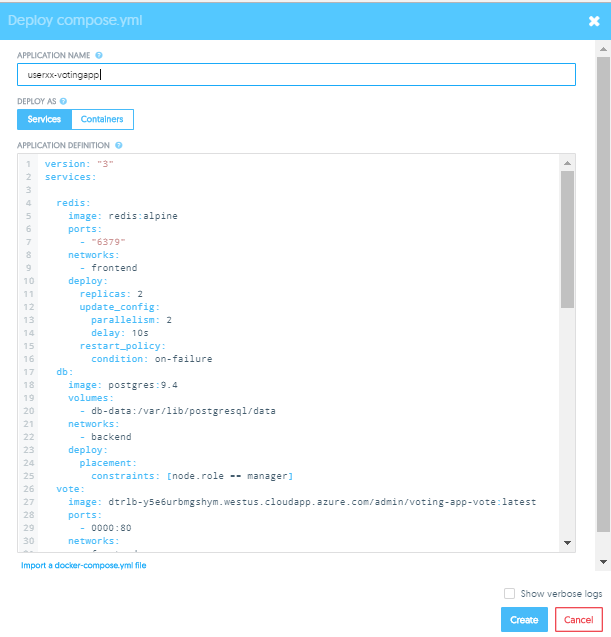 Deploy compose.yml
APPLICATION NAME
userxx-votingapp
DEPLOY AS
Services Containers
APPLICATION DEFINITION
1 version: "3"
2 services:
3
4 redis:
5 image: redis:alpine
6 ports:
7 - "6379"
8 networks:
9 - frontend
10 deploy:
11 replicas: 2
12 update_config:
13 parallelism: 2
14 delay: 10s
15 restart_policy:
16 condition: on-failure
17 db:
18 image: postgres:9.4
19 volumes:
20 - db-data:/var/lib/postgresql/data
21 networks:
22 - backend
23 deploy:
24 placement:
25 constraints: [node.role == manager]
26 vote:
27 image: dtrlb-y5e6urbmgshym.westus.cloudapp.azure.com/admin/voting-app-vote:latest
28 ports:
29 - 0000:80
30 networks:
Import a docker-compose.yml file
Show verbose logs
Create Cancel